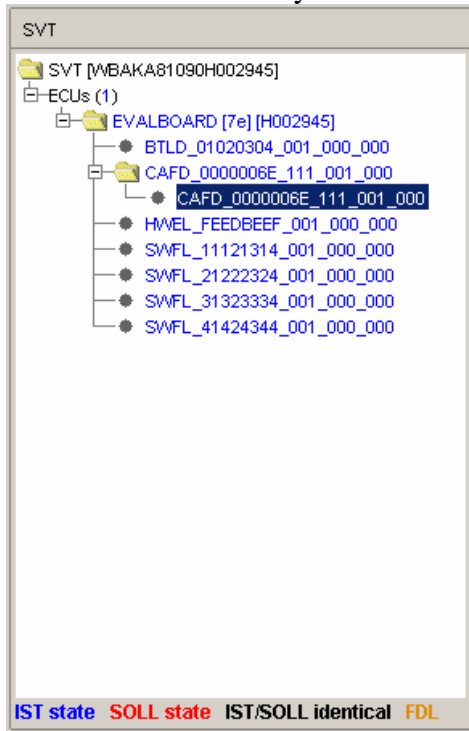 SVT
SVT [WBAKA81090H002945]
ECUs (1)
EVALBOARD [7e] [H002945]
BTLD_01020304_001_000_000
CAFD_0000006E_111_001_000
CAFD_0000006E_111_001_000
HWEL_FEEDBEEF_001_000_000
SWFL_11121314_001_000_000
SWFL_21222324_001_000_000
SWFL_31323334_001_000_000
SWFL_41424344_001_000_000
IST state SOLL state IST/SOLL identical FDL